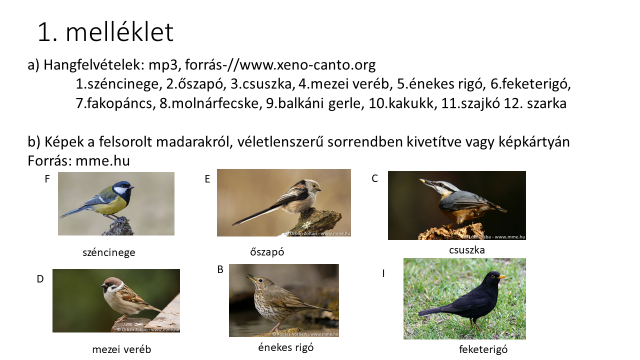 1. melléklet
a) Hangfelvételek: mp3, forrás-//www.xeno-canto.org
1.széncinege, 2.őszapó, 3.csuszka, 4.mezei veréb, 5.énekes rigó, 6.feketerigó,
7.fakopáncs, 8.molnárfecske, 9.balkáni gerle, 10.kakukk, 11.szajkó 12. szarka
b) Képek a felsorolt madarakról, véletlenszerű sorrendben kivetítve vagy képkártyán
Forrás: mme.hu
F
E
C
széncinege
őszapó
csuszka
D
B
I
mezei veréb
énekes rigó
feketerigó